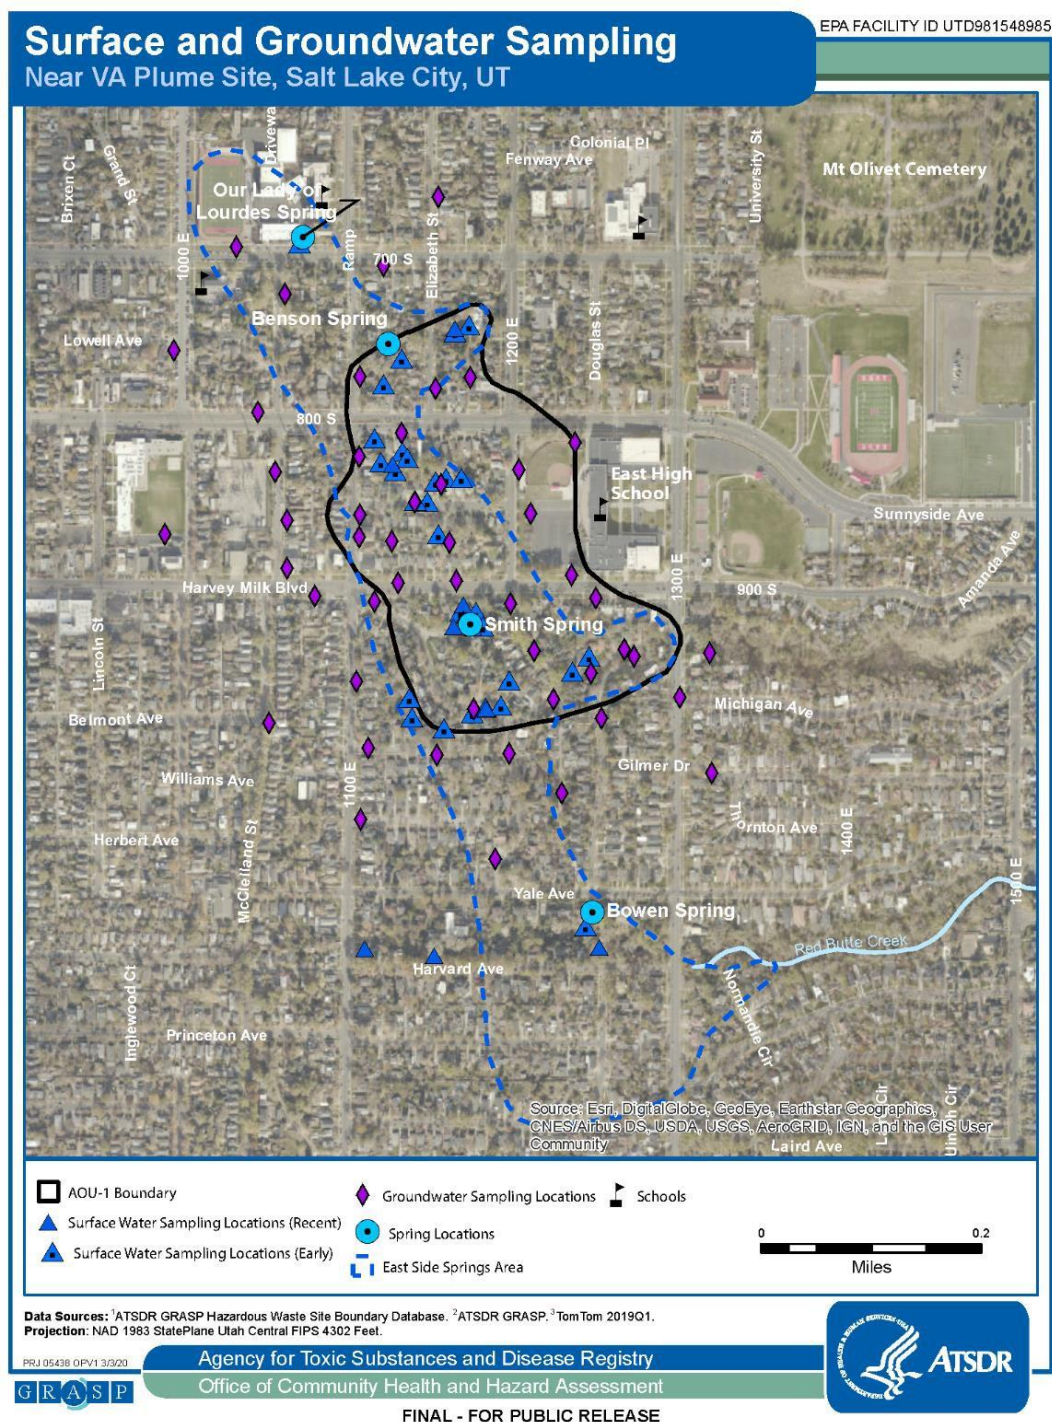 EPA FACILITY ID UTD981548985
Surface and Groundwater Sampling
Near VA Plume Site, Salt Lake City, UT
Brixen Ct
Grand St
Driveway
Colonial Pl
Fenway Ave
University St
Mt Olivet Cemetery
Our Lady of
Lourdes Spring
1000 E
Ramp
Elizabeth St
700 S
Benson Spring
Lowell Ave
1200 E
Douglas St
800 S
East High
School
Sunnyside Ave
Amanda Ave
Harvey Milk Blvd
1300 E
900 S
Lincoln St
Smith Spring
Belmont Ave
Michigan Ave
Williams Ave
1100 E
Gilmer Dr
Herbert Ave
McClelland St
Thornton Ave
1400 E
1500 E
Yale Ave
Bowen Spring
Red Butte Creek
Harvard Ave
Inglewood Ct
Normandie Cir
Princeton Ave
Source: Esri, DigitalGlobe, GeoEye, Earthstar Geographics,
CNES/Airbus DS, USDA, USGS, AeroGRID, IGN, and the GIS User
Community
Cir
Laird Ave
Cir
AOU-1 Boundary
Groundwater Sampling Locations
Schools
Surface Water Sampling Locations (Recent)
Spring Locations
Surface Water Sampling Locations (Early)
East Side Springs Area
0 0.2
Miles
Data Sources: ¹ATSDR GRASP Hazardous Waste Site Boundary Database. ²ATSDR GRASP. ³TomTom 2019Q1.
Projection: NAD 1983 StatePlane Utah Central FIPS 4302 Feet.
PRJ 05438 OPV1 3/3/20
Agency for Toxic Substances and Disease Registry
GRASP
Office of Community Health and Hazard Assessment
ATSDR
FINAL - FOR PUBLIC RELEASE